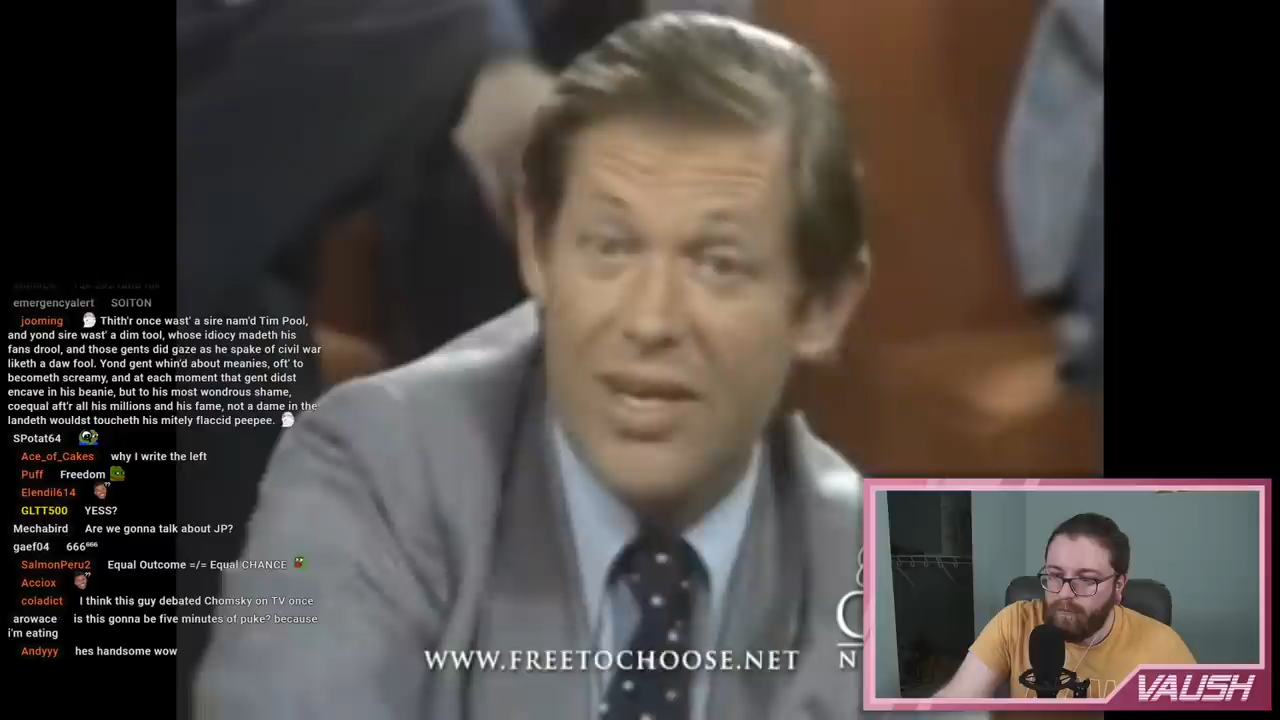 emergencyalert SOITON
jooming Thith'r once wast' a sire nam'd Tim Pool,
and yond sire wast' a dim tool, whose idiocy madeth his
fans drool, and those gents did gaze as he spake of civil war
liketh a daw fool. Yond gent whin'd about meanies, oft' to
becometh screamy, and at each moment that gent didst
encave in his beanie, but to his most wondrous shame,
coequal aft'r all his millions and his fame, not a dame in the
landeth wouldst toucheth his mitely flaccid peepee.
SPotat64
Ace_of_Cakes why I write the left
Puff Freedom
Elendil614
GLTT500 YESS?
Mechabird Are we gonna talk about JP?
gaef04 666⁶⁶⁶
SalmonPeru2 Equal Outcome =/= Equal CHANCE
Acciox
coladict I think this guy debated Chomsky on TV once
arowace is this gonna be five minutes of puke? because
i'm eating
Andyyy hes handsome wow
WWW.FREETOCHOOSE.NET
VAUSH